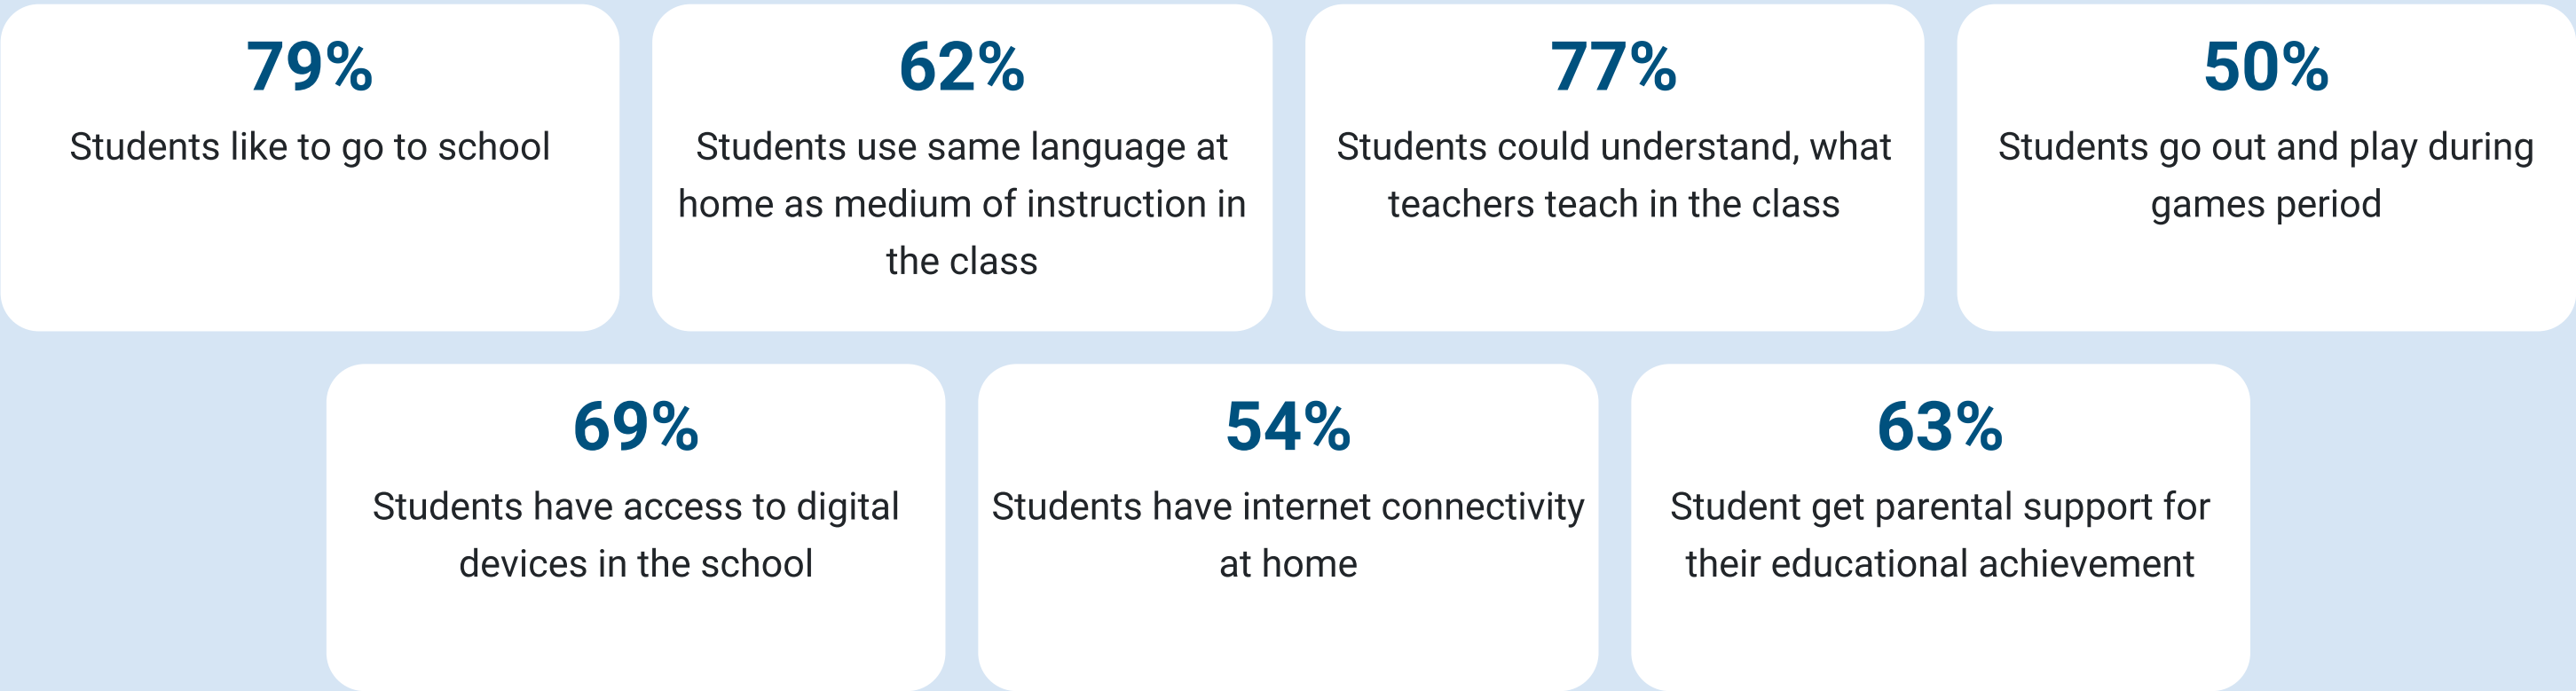 79%
Students like to go to school
62%
Students use same language at
home as medium of instruction in
the class
77%
Students could understand, what
teachers teach in the class
50%
Students go out and play during
games period
69%
Students have access to digital
devices in the school
54%
Students have internet connectivity
at home
63%
Student get parental support for
their educational achievement